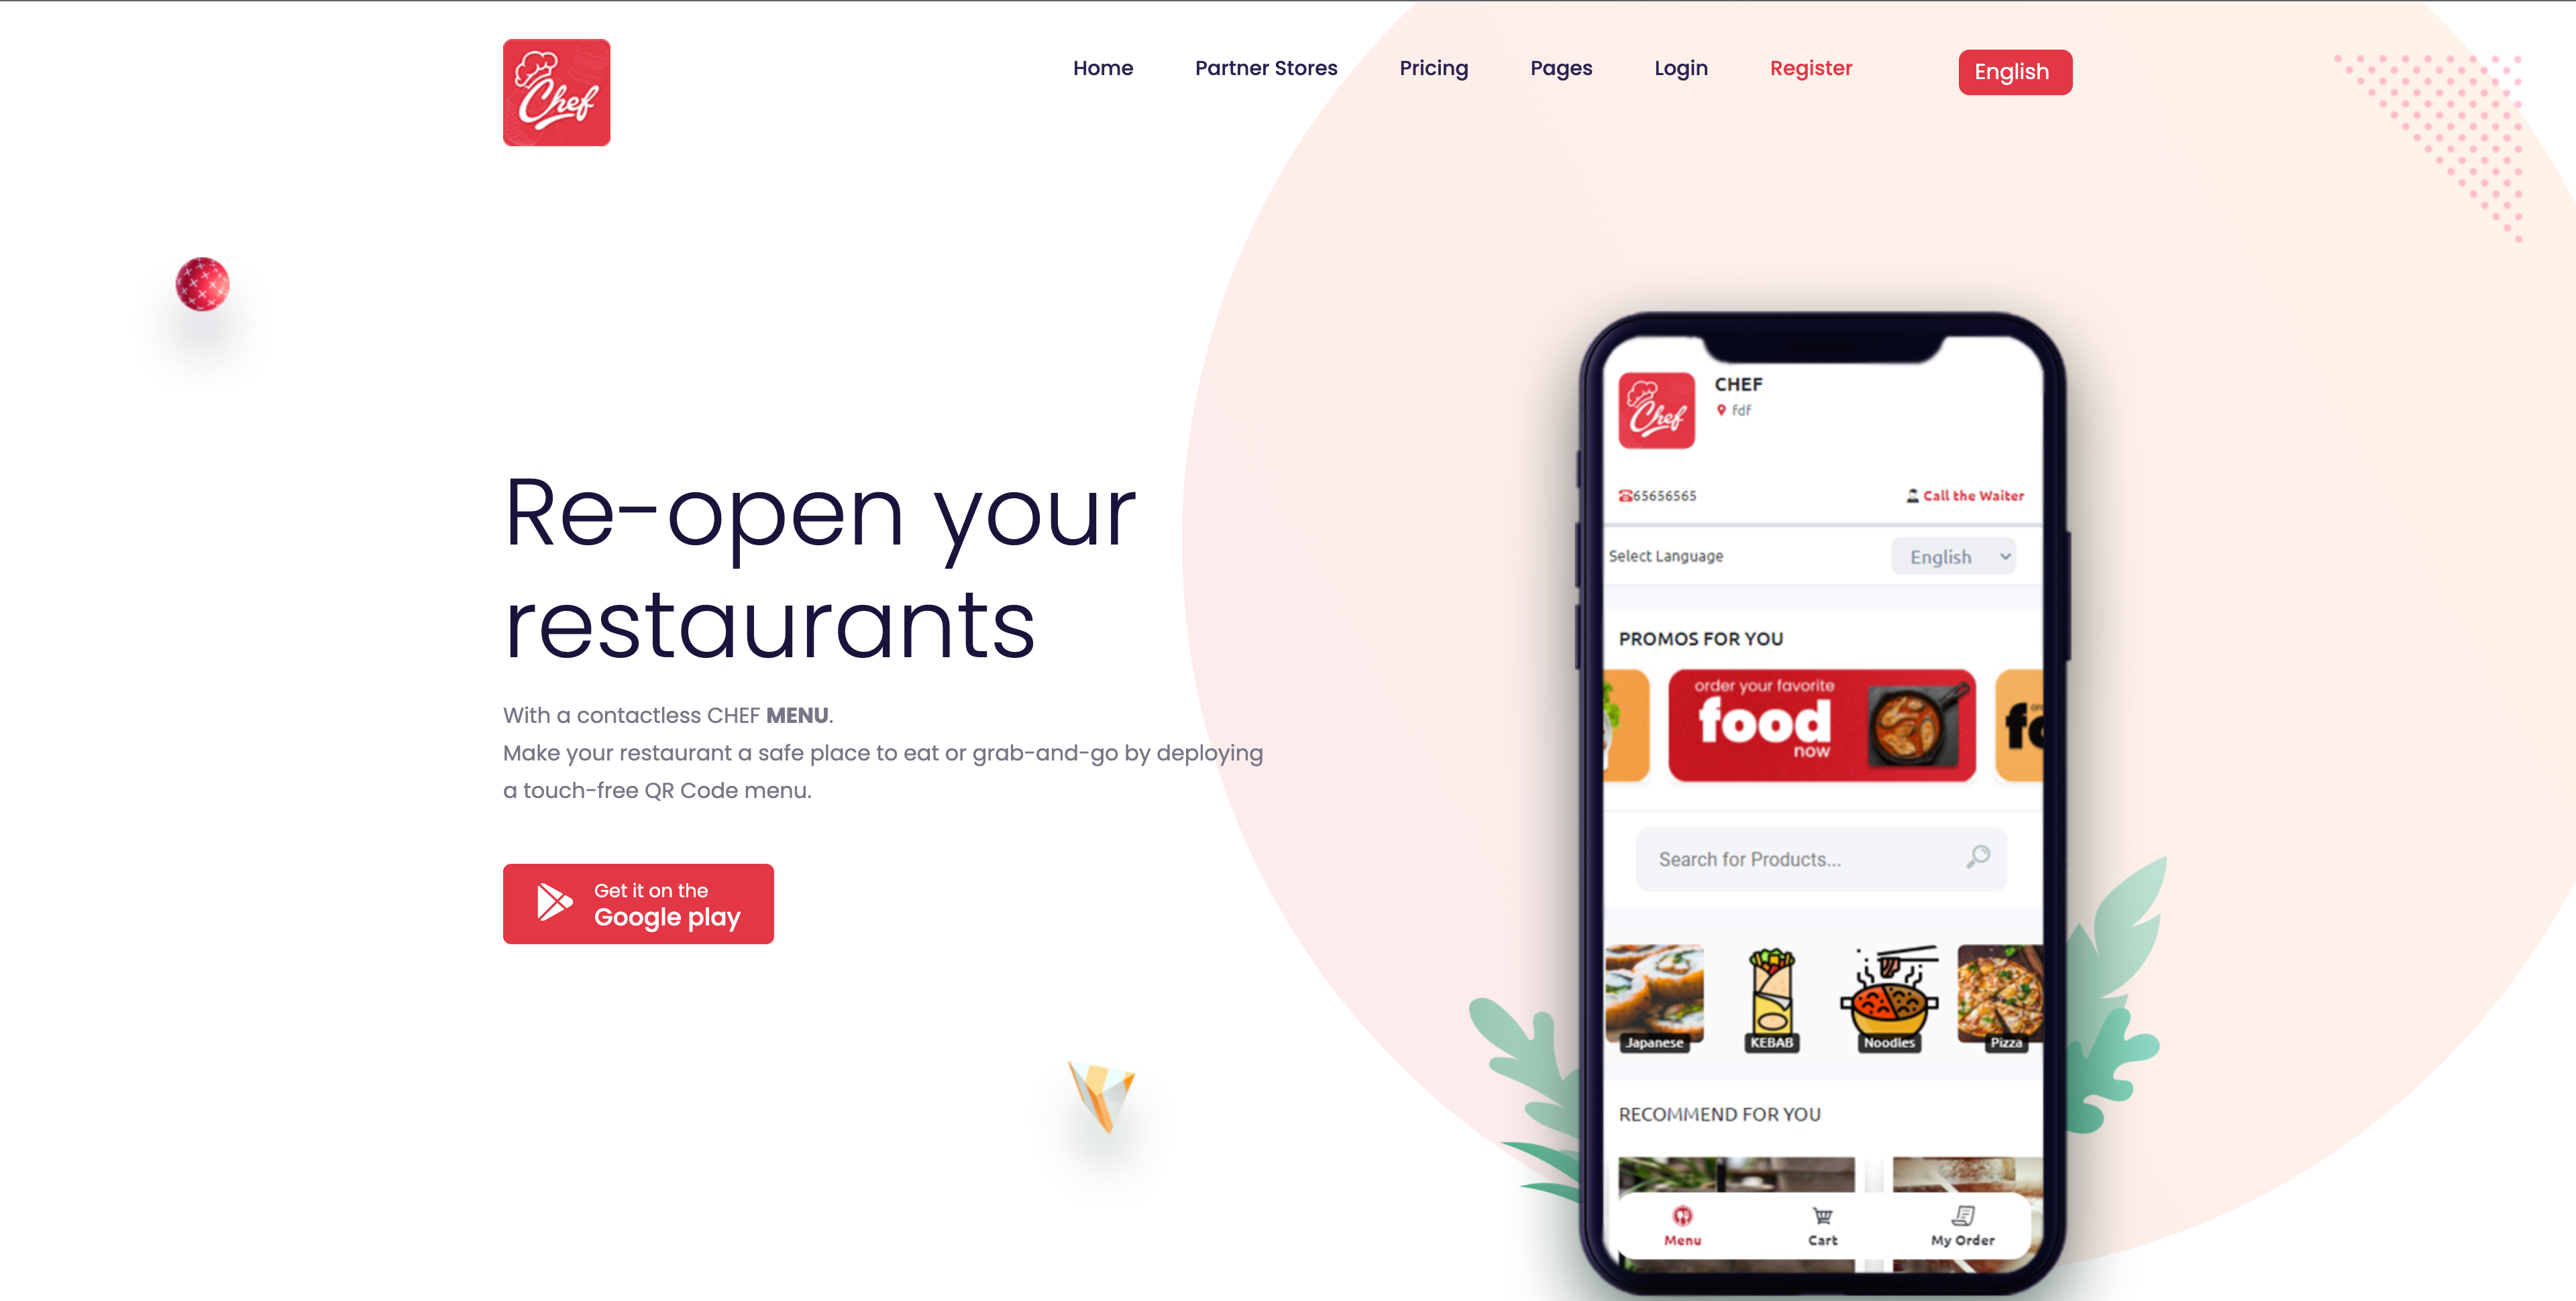 Chef
Home
Partner Stores
Pricing
Pages
Login
Register
English
Re-open your
restaurants
With a contactless CHEF MENU.
Make your restaurant a safe place to eat or grab-and-go by deploying
a touch-free QR Code menu.
Get it on the
Google play
Chef
CHEF
fdf
65656565
Call the Waiter
Select Language
English
PROMOS FOR YOU
order your favorite
food
now
Search for Products...
Japanese
KEBAB
Noodles
Pizza
RECOMMEND FOR YOU
Menu
Cart
My Order